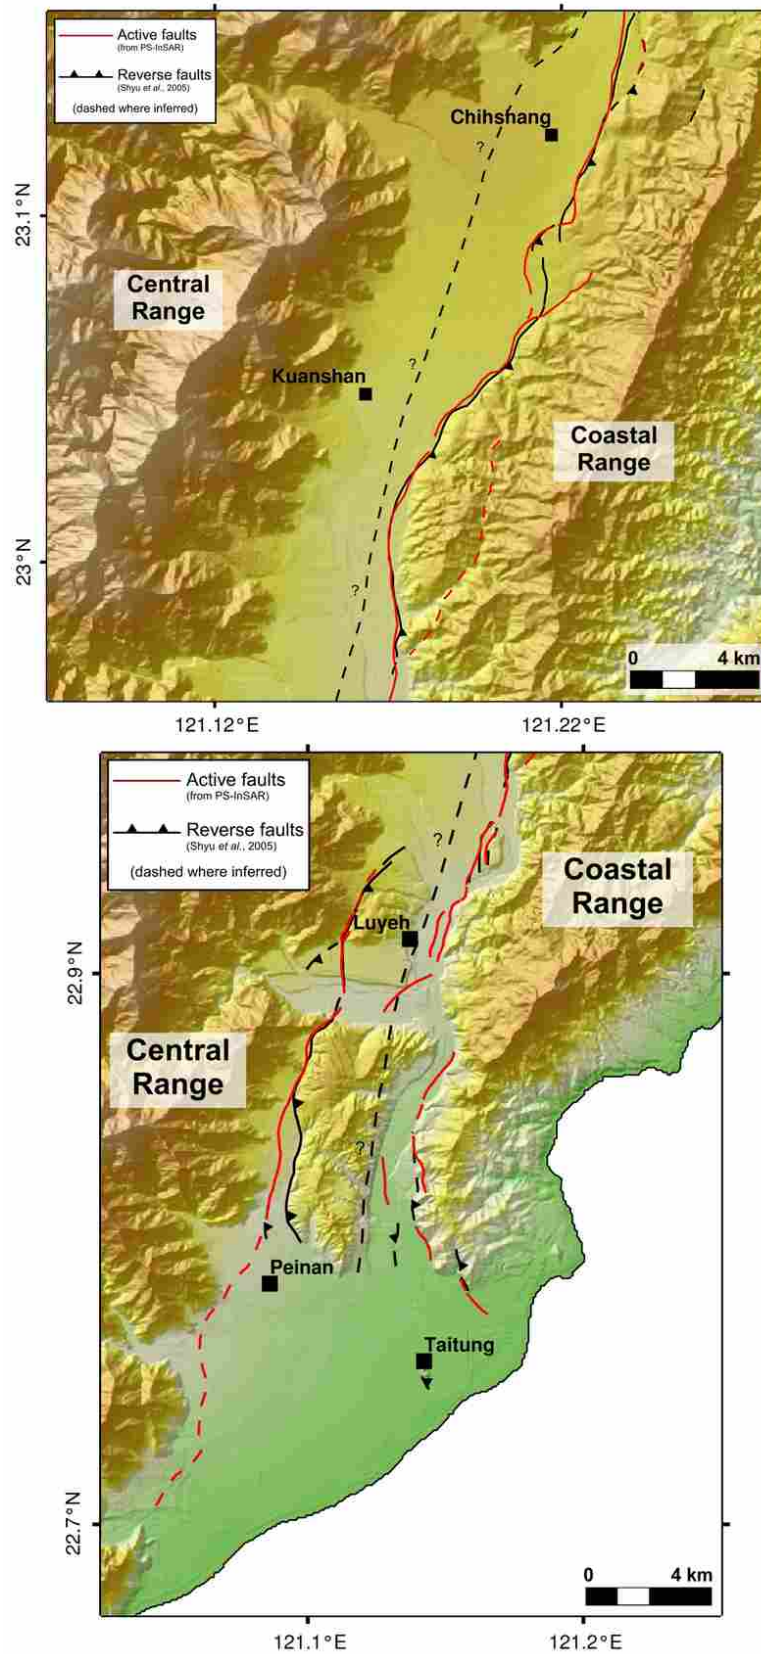 Active faults
(from PS-InSAR)
Reverse faults
(Shyu et al., 2005)
(dashed where inferred)
Chihshang
?
23.1°N
Central
Range
?
Kuanshan
Coastal
Range
23°N
?
0 4 km
121.12°E 121.22°E
Active faults
(from PS-InSAR)
Reverse faults
(Shyu et al., 2005)
(dashed where inferred)
?
Coastal
Range
Luyeh
22.9°N
Central
Range
?
Peinan
Taitung
22.7°N
0 4 km
121.1°E 121.2°E